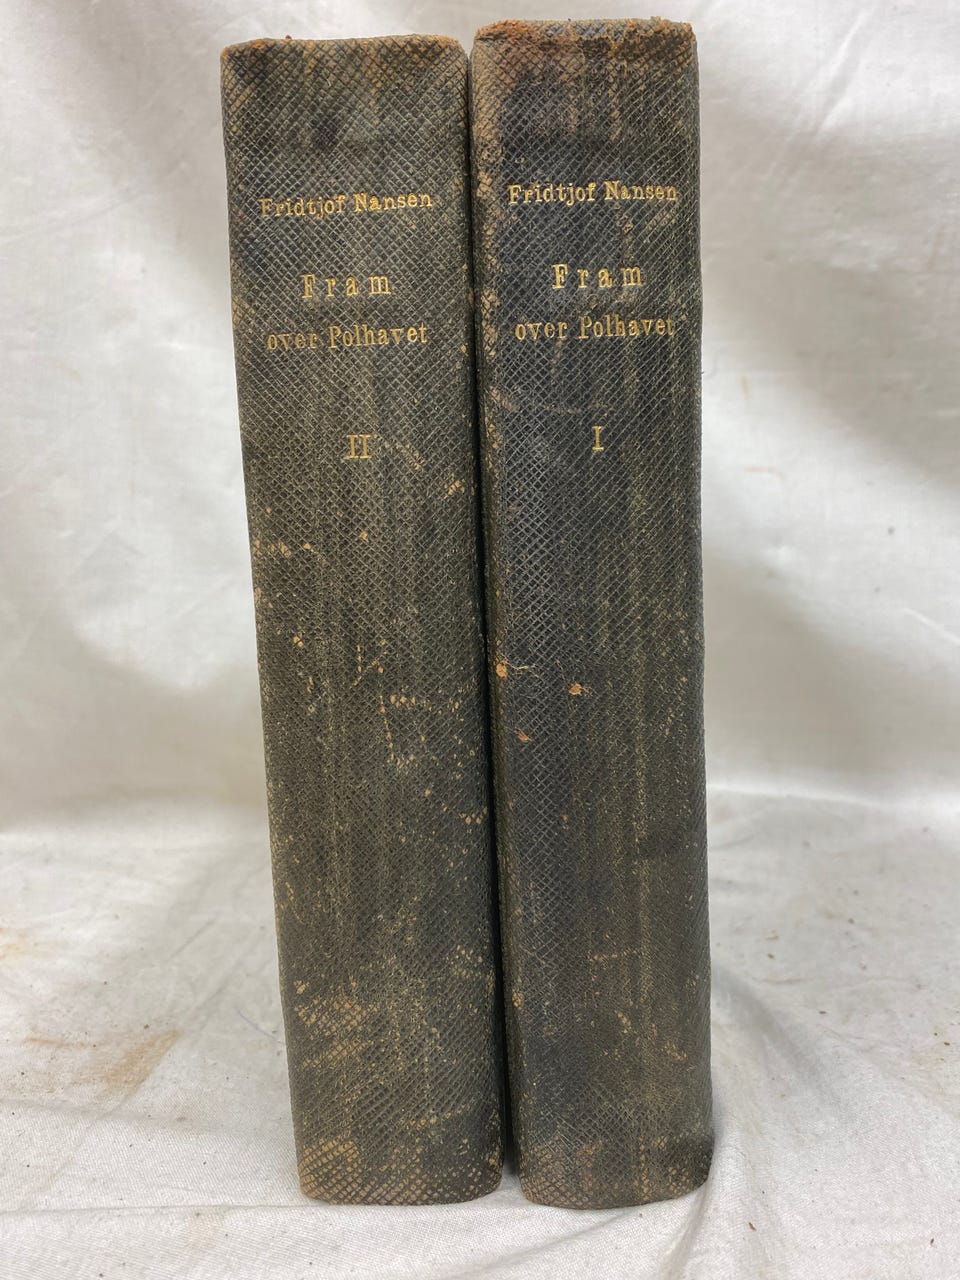 Fridtjof Nansen
Fram
over Polhavet
II
Fridtjof Nansen
Fram
over Polhavet
I